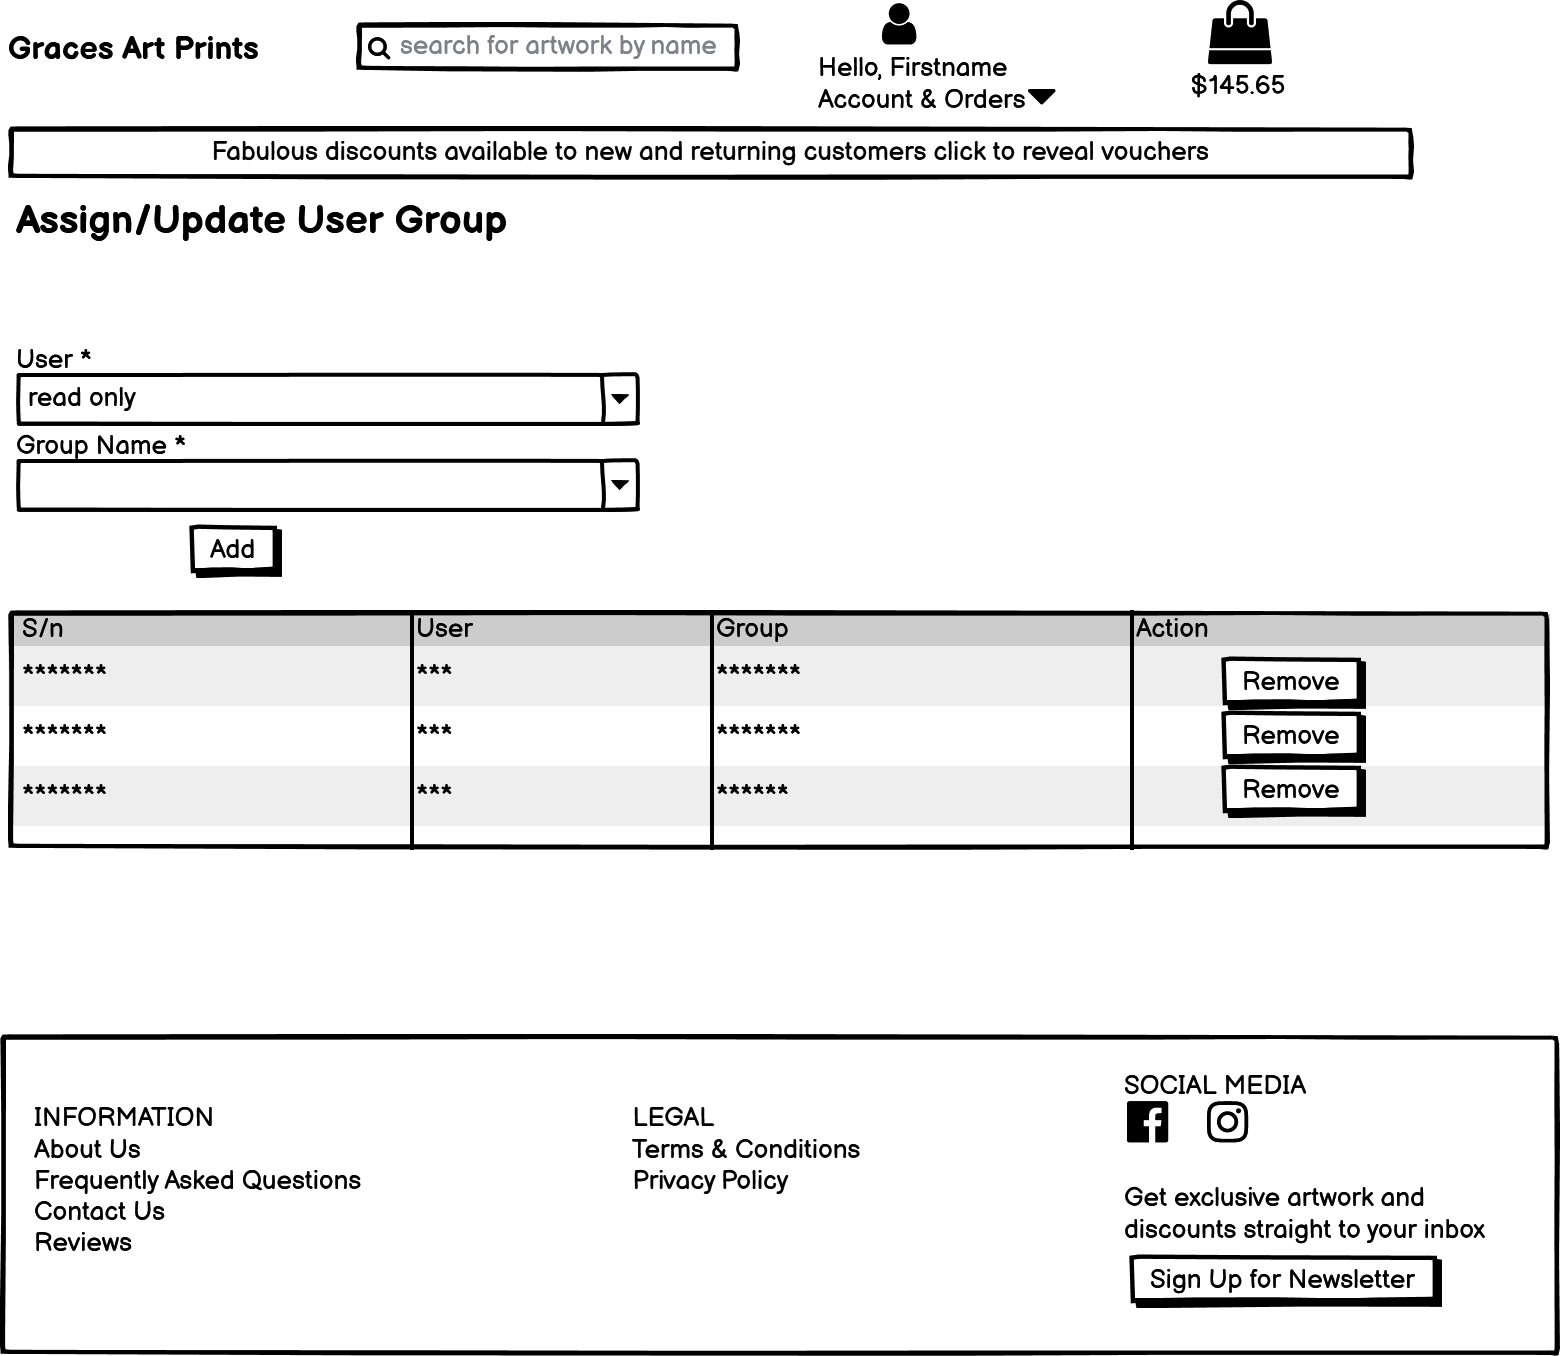 Graces Art Prints
search for artwork by name
Hello, Firstname
Account & Orders
$145.65
Fabulous discounts available to new and returning customers click to reveal vouchers
Assign/Update User Group
User *
read only
Group Name *
Add
S/n User Group Action
******* *** ******* Remove
******* *** ******* Remove
******* *** ****** Remove
INFORMATION
About Us
Frequently Asked Questions
Contact Us
Reviews
LEGAL
Terms & Conditions
Privacy Policy
SOCIAL MEDIA
Get exclusive artwork and
discounts straight to your inbox
Sign Up for Newsletter